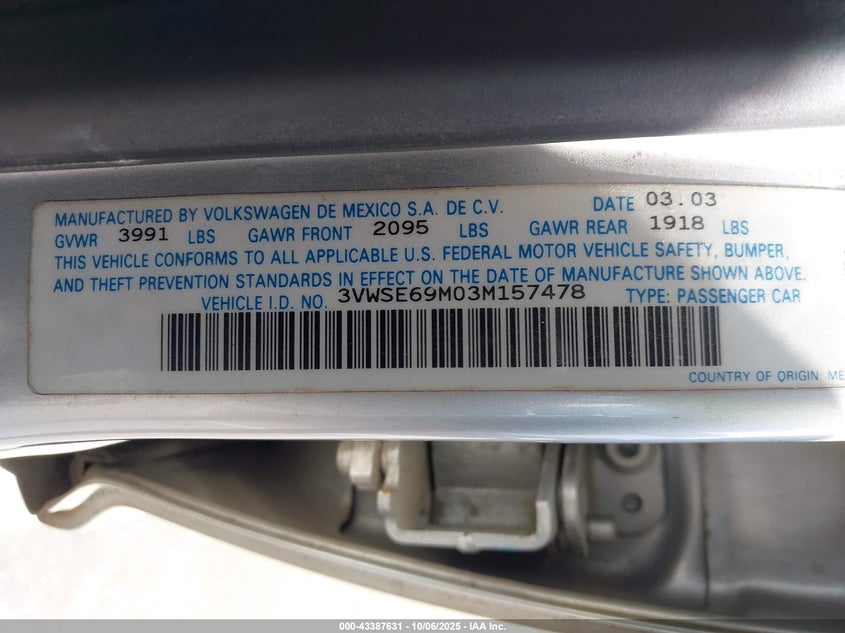 MANUFACTURED BY VOLKSWAGEN DE MEXICO S.A. DE C.V. DATE 03.03
GVWR 3991 LBS GAWR FRONT 2095 LBS GAWR REAR 1918 LBS
THIS VEHICLE CONFORMS TO ALL APPLICABLE U.S. FEDERAL MOTOR VEHICLE SAFETY, BUMPER,
AND THEFT PREVENTION STANDARDS IN EFFECT ON THE DATE OF MANUFACTURE SHOWN ABOVE.
VEHICLE I.D. NO. 3VWSE69M03M157478 TYPE: PASSENGER CAR
COUNTRY OF ORIGIN: ME
000-43387631 - 10/06/2025 - IAA Inc.